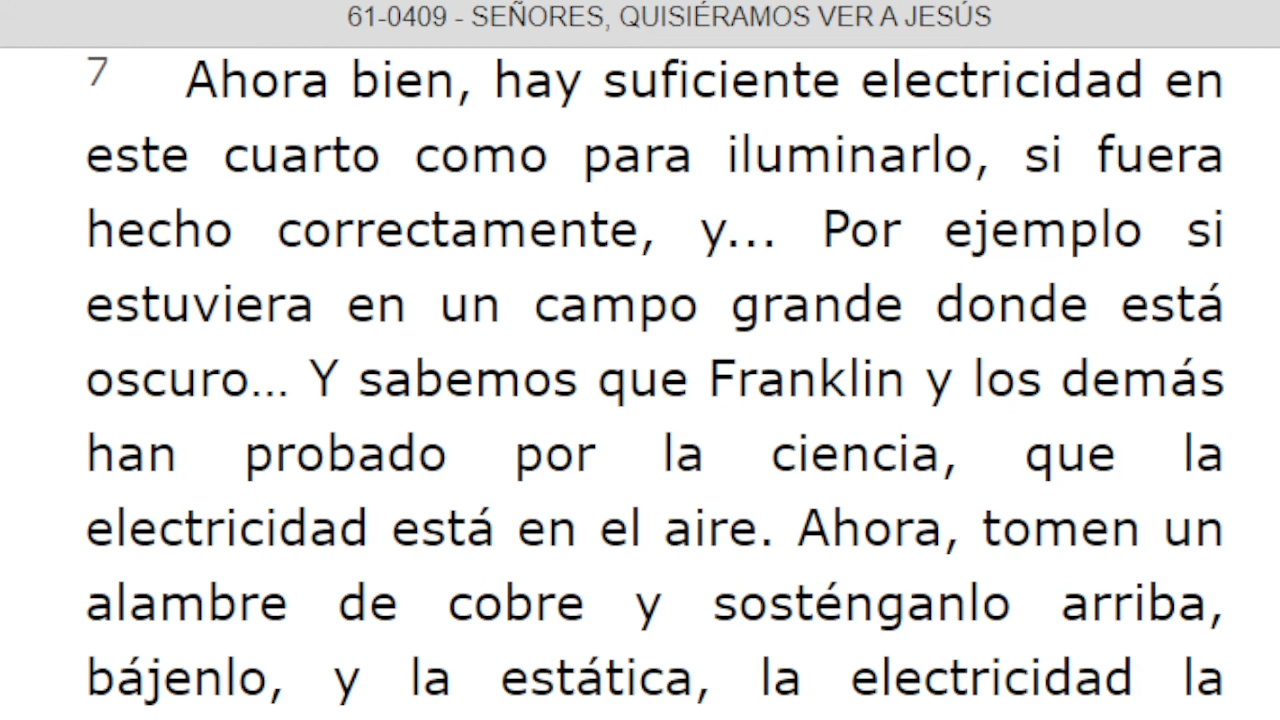 61-0409 - SEÑORES, QUISIÉRAMOS VER A JESÚS
7 Ahora bien, hay suficiente electricidad en
este cuarto como para iluminarlo, si fuera
hecho correctamente, y... Por ejemplo si
estuviera en un campo grande donde está
oscuro... Y sabemos que Franklin y los demás
han probado por la ciencia, que la
electricidad está en el aire. Ahora, tomen un
alambre de cobre y sosténganlo arriba,
bájenlo, y la estática, la electricidad la